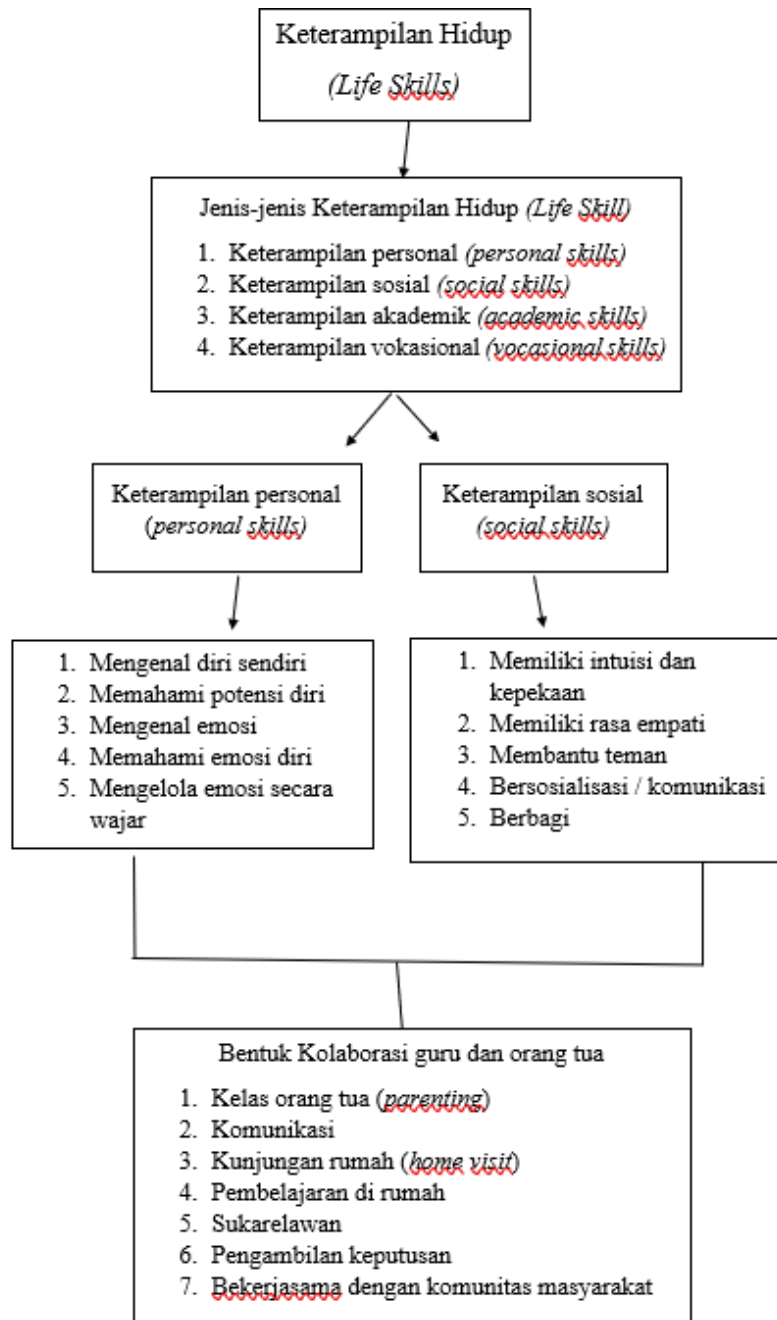 Keterampilan Hidup
(Life Skills)
Jenis-jenis Keterampilan Hidup (Life Skill)
1. Keterampilan personal (personal skills)
2. Keterampilan sosial (social skills)
3. Keterampilan akademik (academic skills)
4. Keterampilan vokasional (vocasional skills)
Keterampilan personal
(personal skills)
Keterampilan sosial
(social skills)
1. Mengenal diri sendiri
2. Memahami potensi diri
3. Mengenal emosi
4. Memahami emosi diri
5. Mengelola emosi secara
wajar
1. Memiliki intuisi dan
kepekaan
2. Memiliki rasa empati
3. Membantu teman
4. Bersosialisasi / komunikasi
5. Berbagi
Bentuk Kolaborasi guru dan orang tua
1. Kelas orang tua (parenting)
2. Komunikasi
3. Kunjungan rumah (home visit)
4. Pembelajaran di rumah
5. Sukarelawan
6. Pengambilan keputusan
7. Bekerjasama dengan komunitas masyarakat